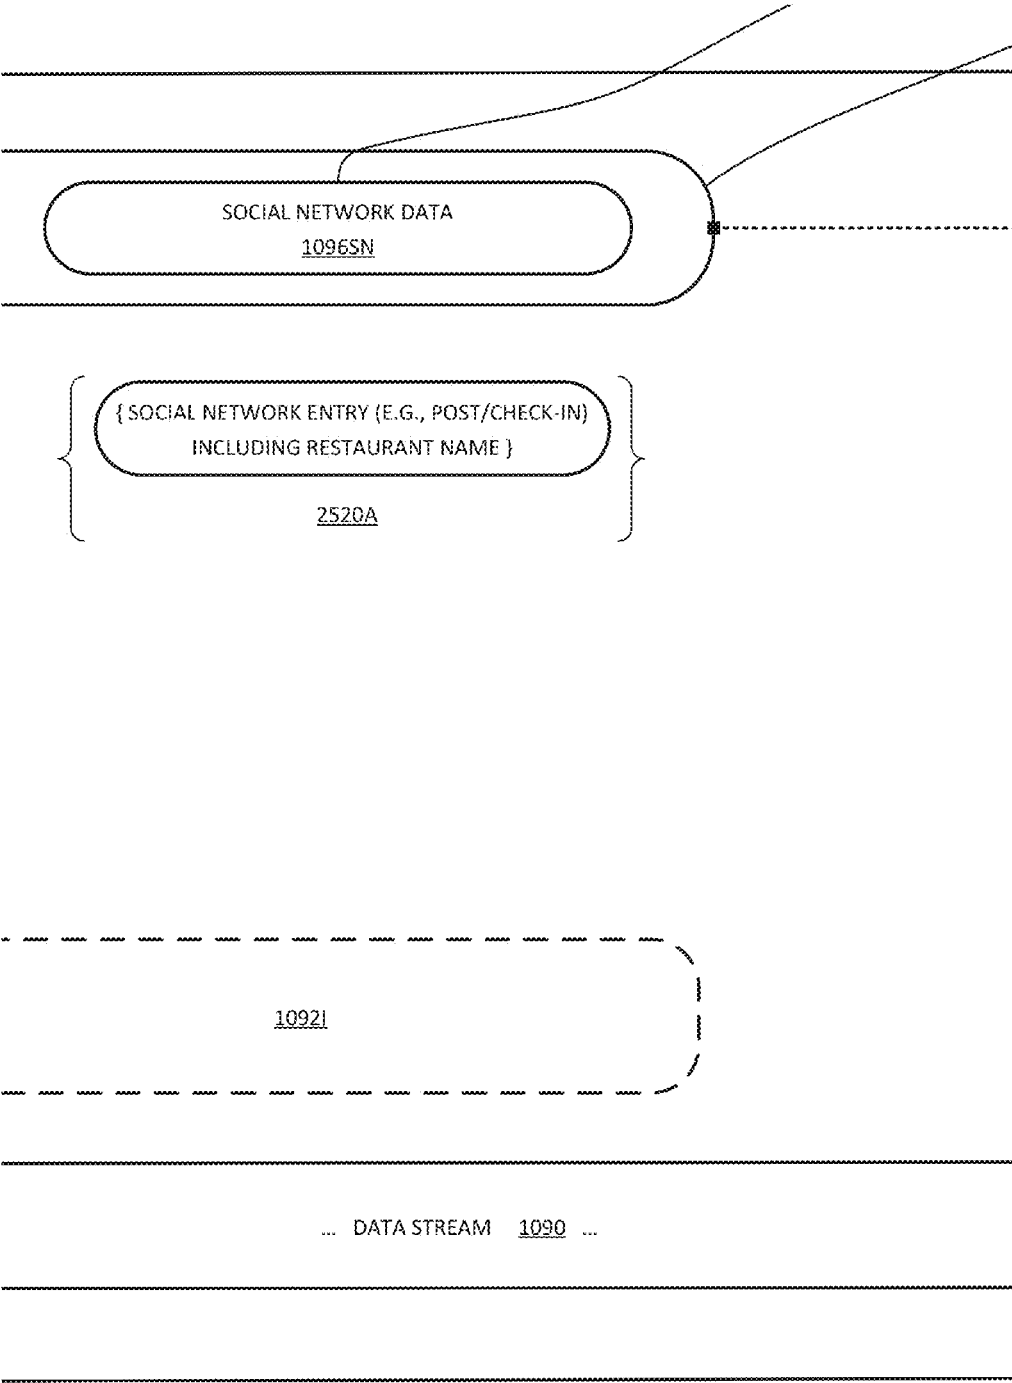 SOCIAL NETWORK DATA
1096SN
{ SOCIAL NETWORK ENTRY (E.G., POST/CHECK-IN)
INCLUDING RESTAURANT NAME }
2520A
1092I
... DATA STREAM 1090 ...